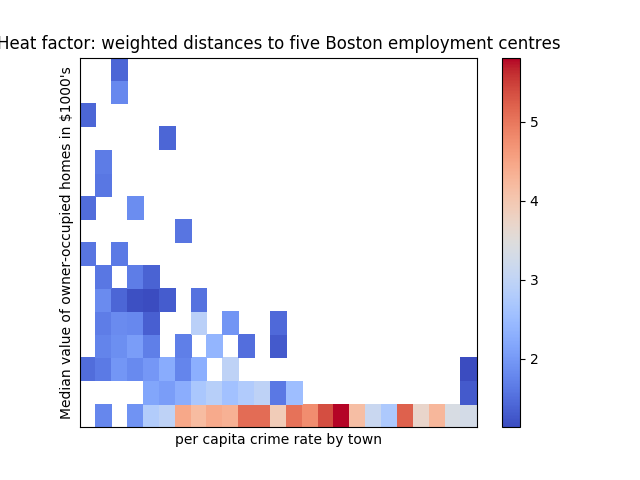 Heat factor: weighted distances to five Boston employment centres
Median value of owner-occupied homes in $1000's
5
4
3
2
per capita crime rate by town